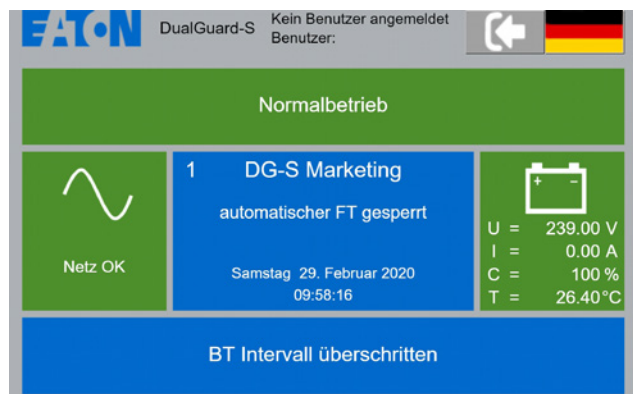 EATON
DualGuard-S
Kein Benutzer angemeldet
Benutzer:
Normalbetrieb
Netz OK
1 DG-S Marketing
automatischer FT gesperrt
Samstag 29. Februar 2020
09:58:16
+ -
U = 239.00 V
I = 0.00 A
C = 100 %
T = 26.40°C
BT Intervall überschritten